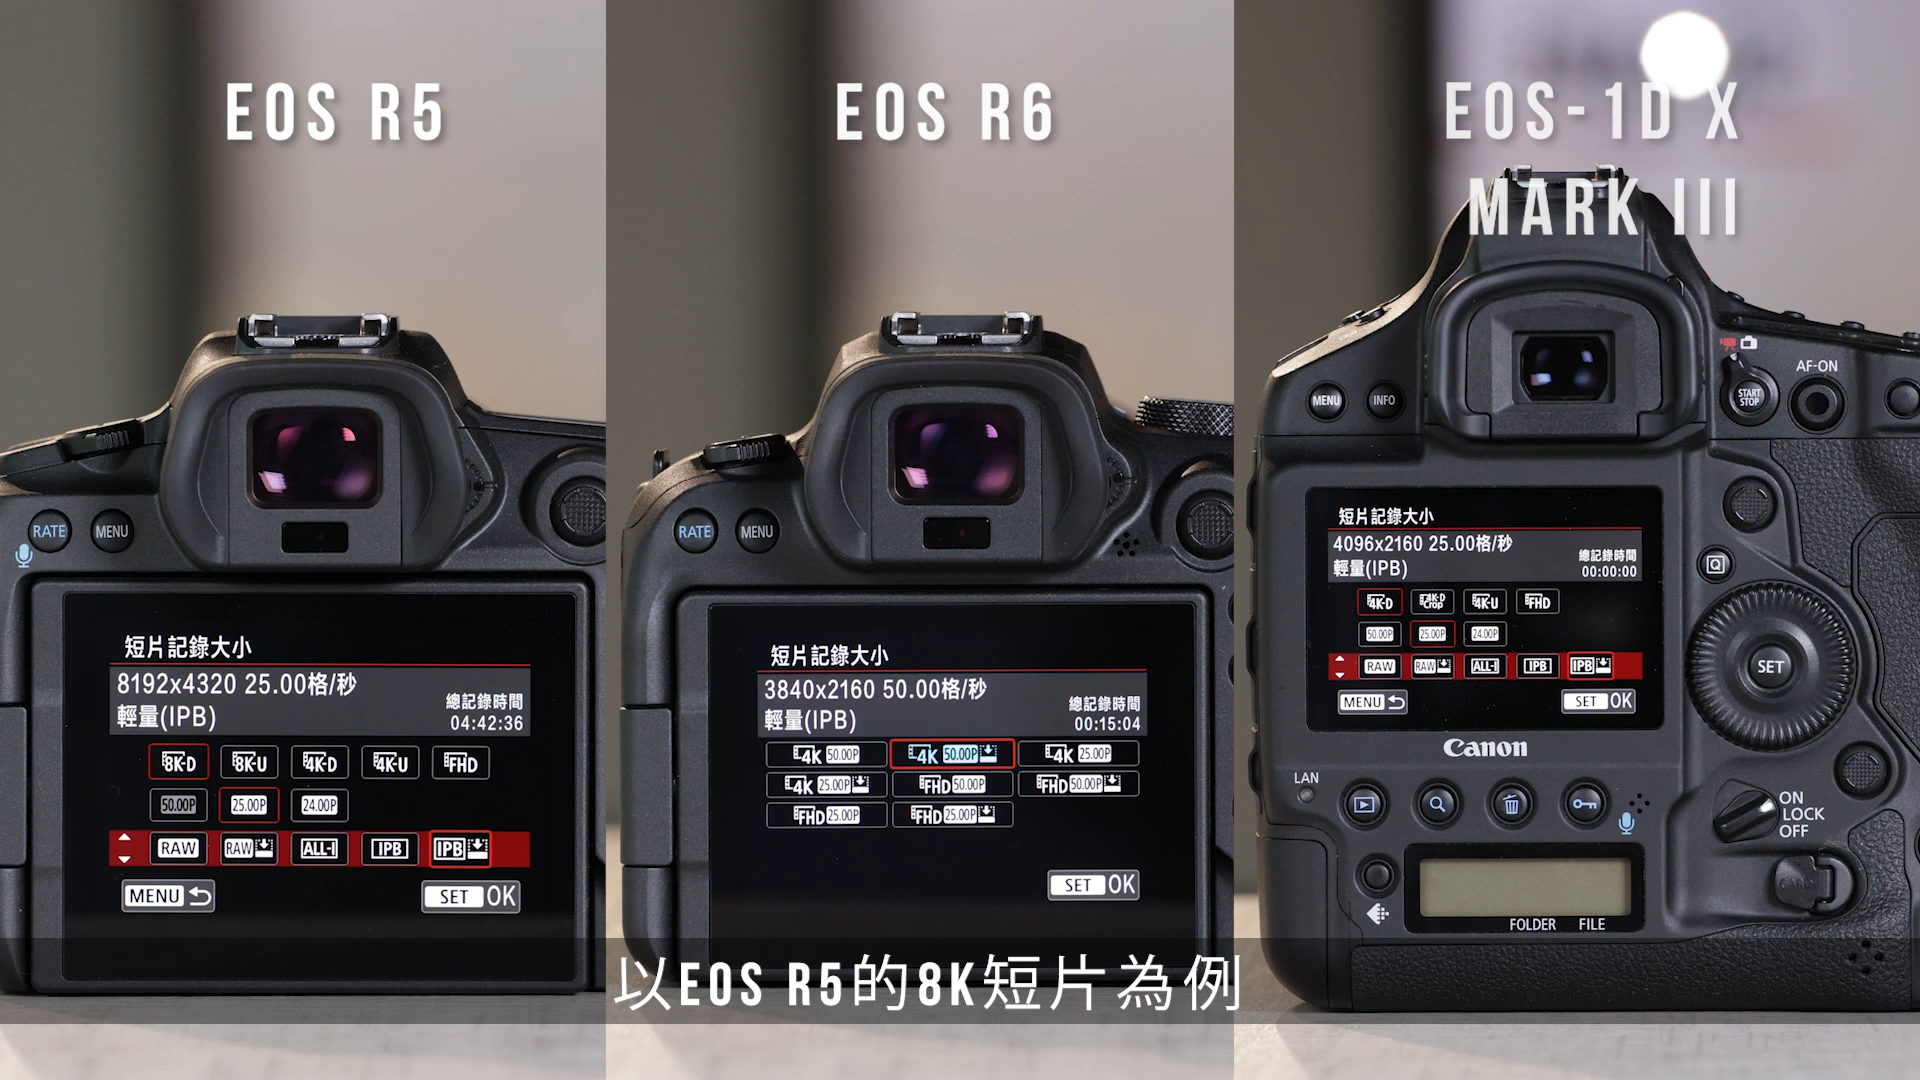 EOS R5
RATE
MENU
短片記錄大小
8192x4320 25.00格/秒
輕量(IPB)
總記錄時間
04:42:36
8K-D 8K-U 4K-D 4K-U FHD
50.00P 25.00P 24.00P
RAW RAW ALL-I IPB IPB
MENU
SET OK
EOS R6
RATE
MENU
短片記錄大小
3840x2160 50.00格/秒
輕量(IPB)
總記錄時間
00:15:04
4K 50.00P 4K 50.00P 4K 25.00P
4K 25.00P FHD 50.00P FHD 50.00P
FHD 25.00P FHD 25.00P
SET OK
EOS-1D X
MARK III
MENU
INFO
START
STOP
AF-ON
短片記錄大小
4096x2160 25.00格/秒
輕量(IPB)
總記錄時間
00:00:00
4K-D 4K-D Crop 4K-U FHD
50.00P 25.00P 24.00P
RAW RAW ALL-I IPB IPB
MENU
SET OK
Q
SET
Canon
LAN
ON
LOCK
OFF
FOLDER FILE
以EOS R5的8K短片為例